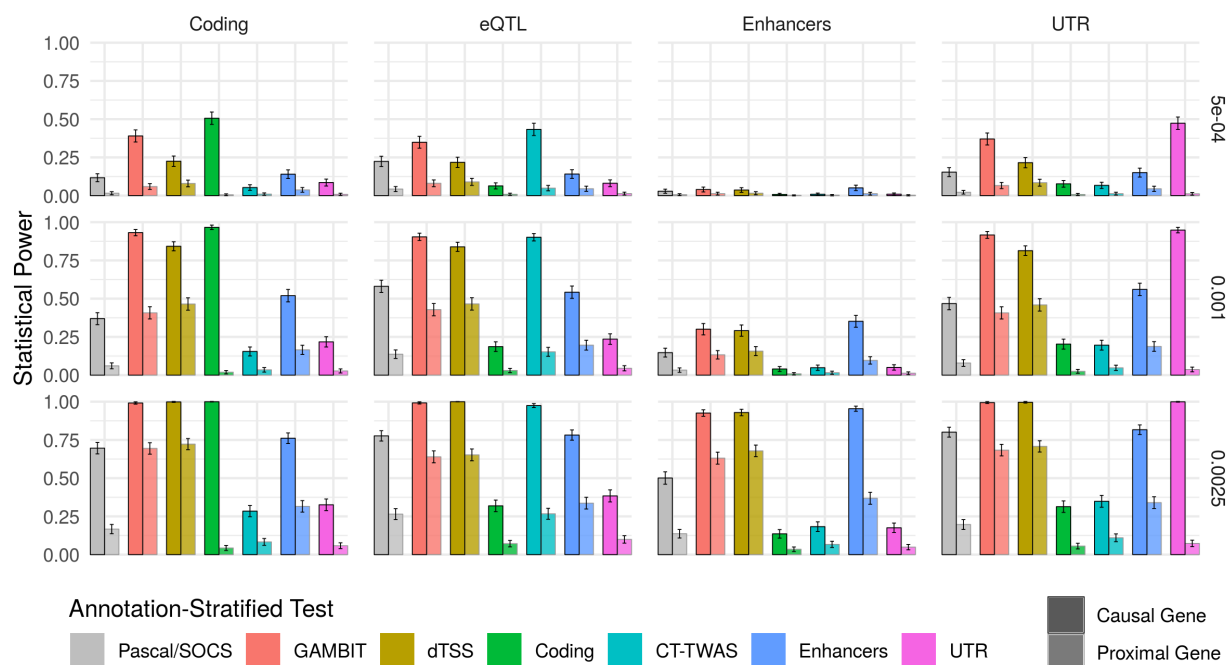 Coding eQTL Enhancers UTR
Statistical Power
1.00
0.75
0.50
0.25
0.00
5e-04
1.00
0.75
0.50
0.25
0.00
0.001
1.00
0.75
0.50
0.25
0.00
0.0025
Annotation-Stratified Test
Pascal/SOCS GAMBIT dTSS Coding CT-TWAS Enhancers UTR
Causal Gene
Proximal Gene